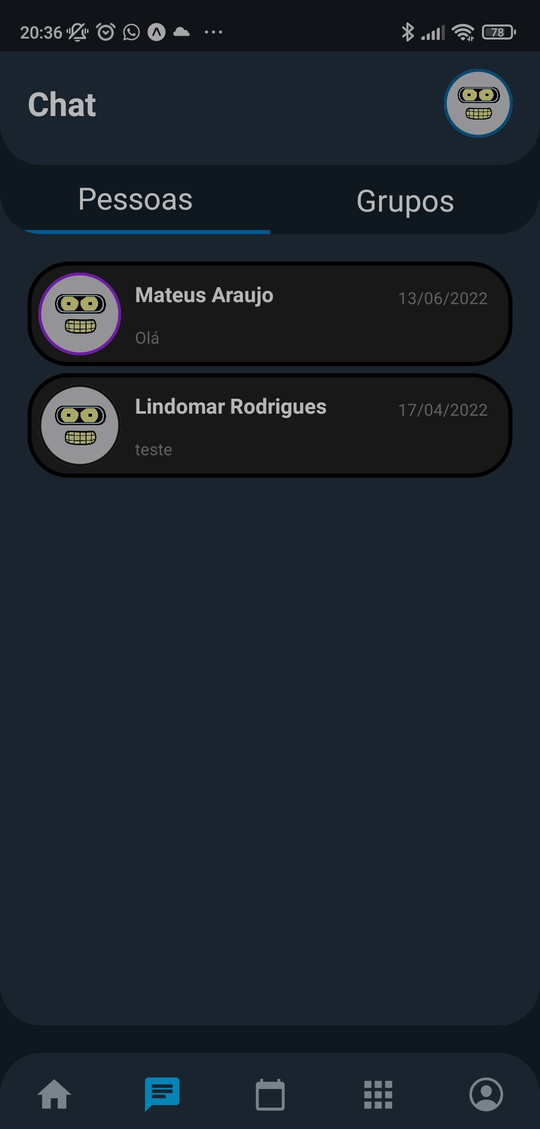 20:36
78
Chat
Pessoas
Grupos
Mateus Araujo
13/06/2022
Olá
Lindomar Rodrigues
17/04/2022
teste